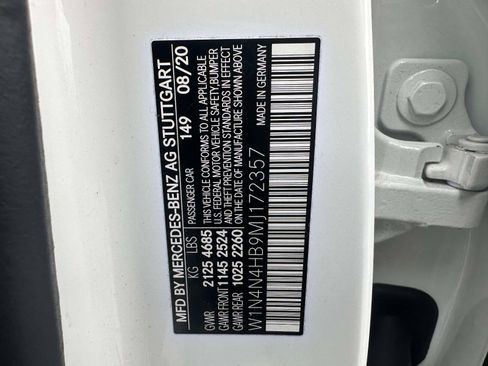 MFD BY MERCEDES-BENZ AG STUTTGART
PASSENGER CAR 149 08/20
KG LBS
GVWR 2125 4685
GAWR FRONT 1145 2524
GAWR REAR 1025 2260
THIS VEHICLE CONFORMS TO ALL APPLICABLE
U.S. FEDERAL MOTOR VEHICLE SAFETY, BUMPER
AND THEFT PREVENTION STANDARDS IN EFFECT
ON THE DATE OF MANUFACTURE SHOWN ABOVE.
W1N4N4HB9MJ172357 MADE IN GERMANY